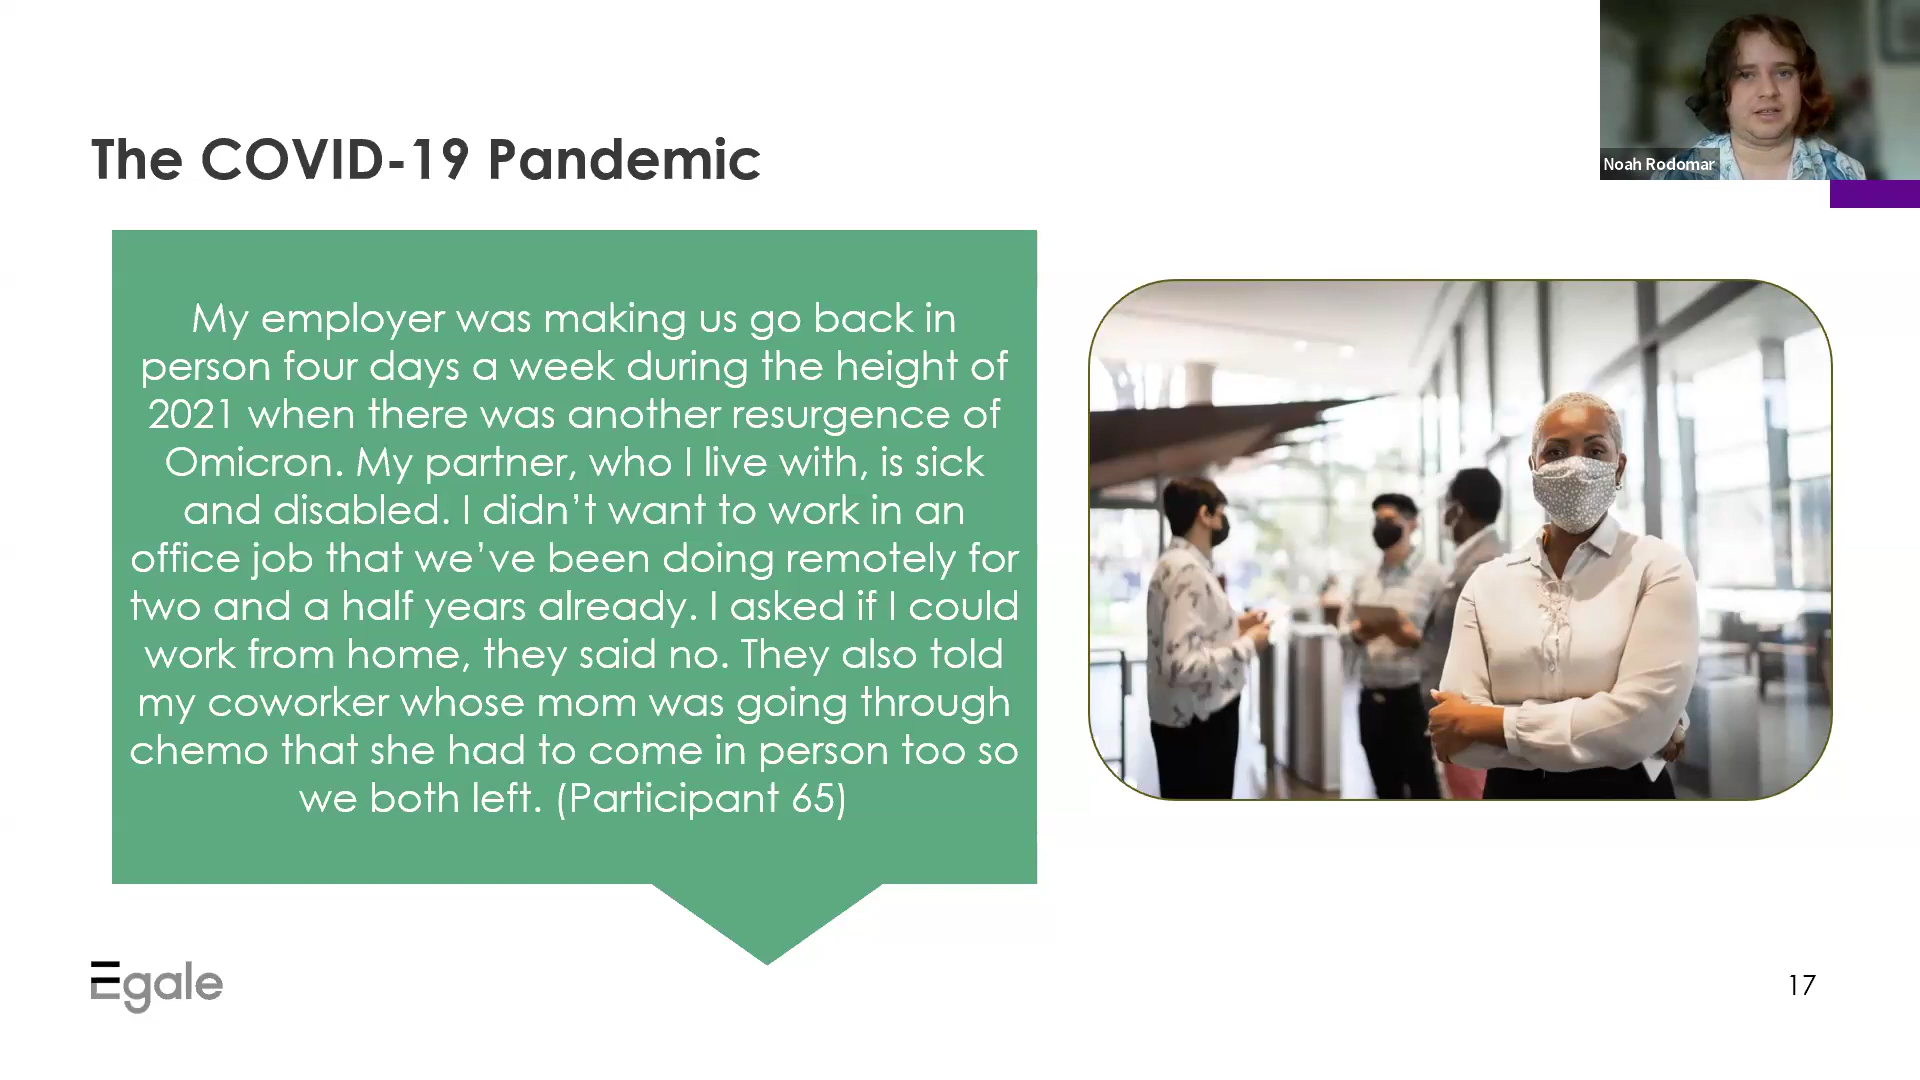 Noah Rodomar
The COVID-19 Pandemic
My employer was making us go back in
person four days a week during the height of
2021 when there was another resurgence of
Omicron. My partner, who I live with, is sick
and disabled. I didn’t want to work in an
office job that we’ve been doing remotely for
two and a half years already. I asked if I could
work from home, they said no. They also told
my coworker whose mom was going through
chemo that she had to come in person too so
we both left. (Participant 65)
Egale
17